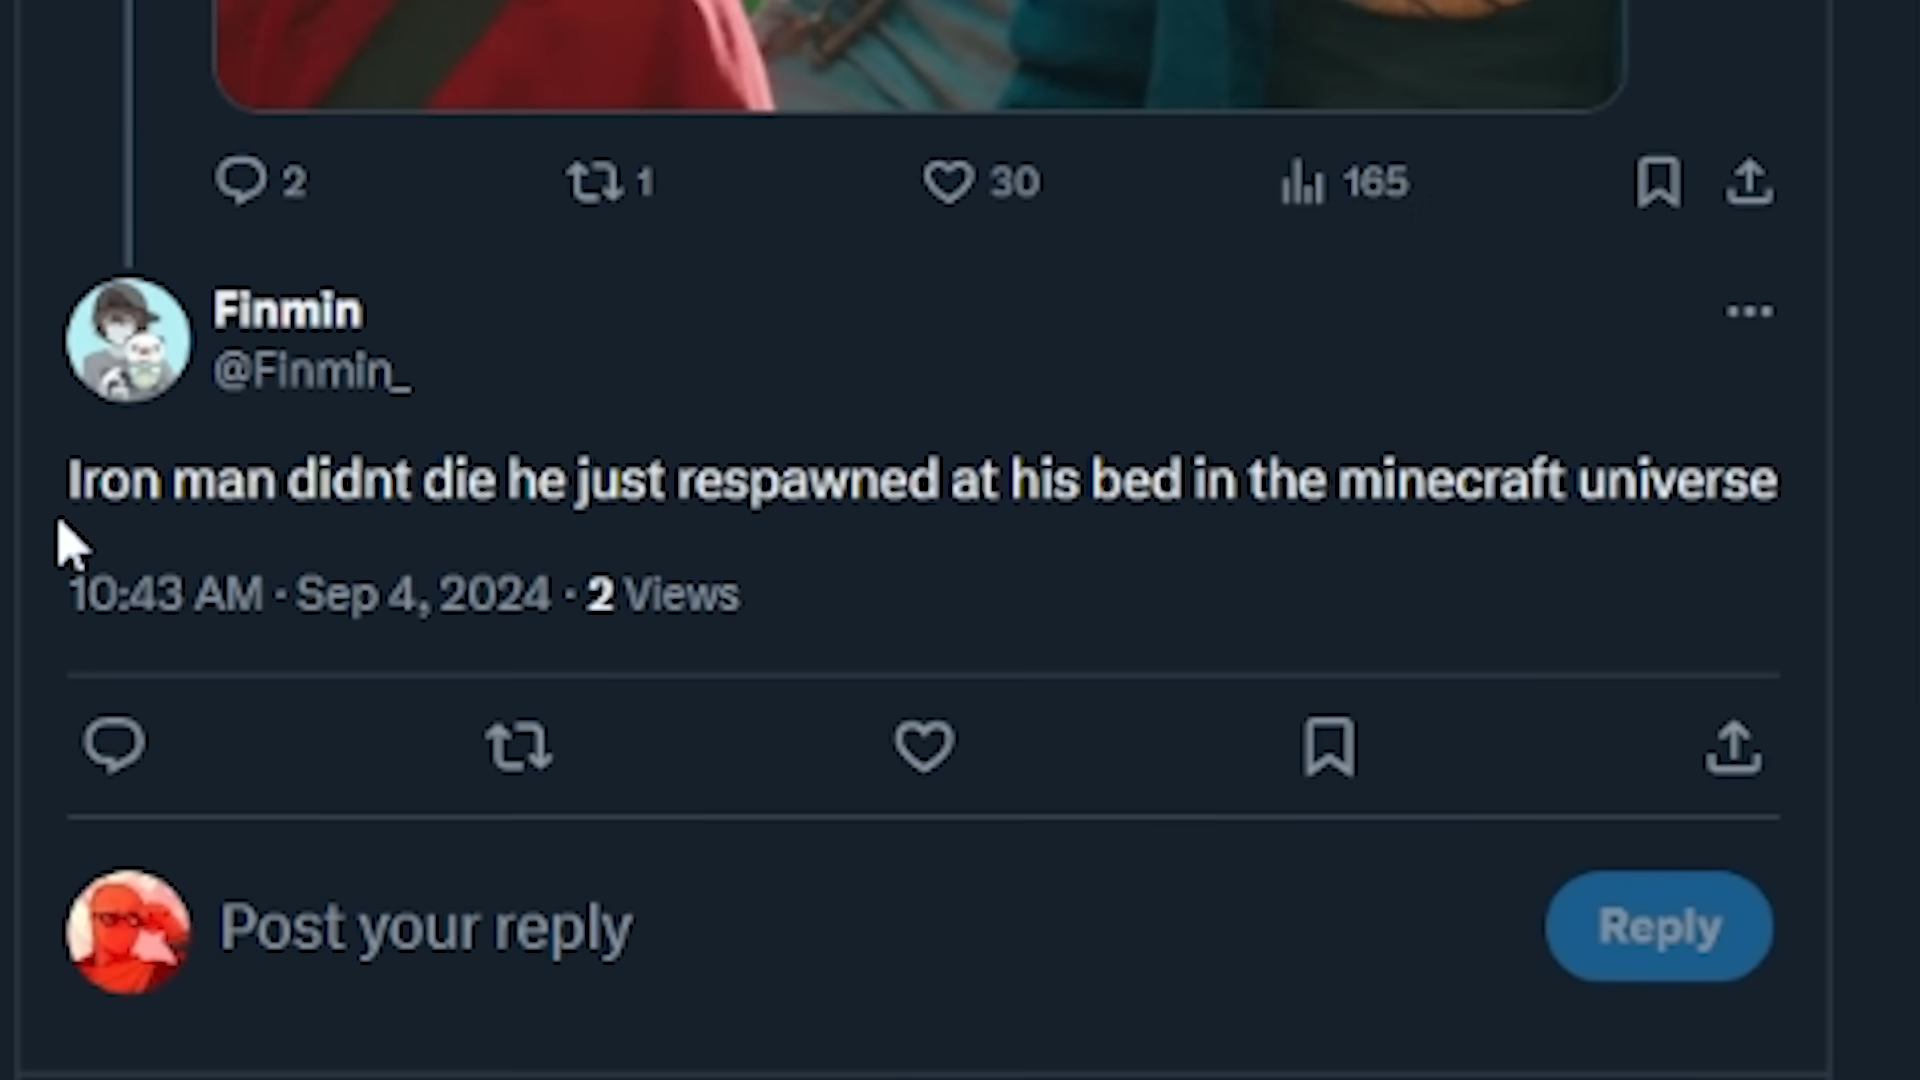 2 1 30 165
Finmin
@Finmin_
Iron man didnt die he just respawned at his bed in the minecraft universe
10:43 AM · Sep 4, 2024 · 2 Views
Post your reply
Reply